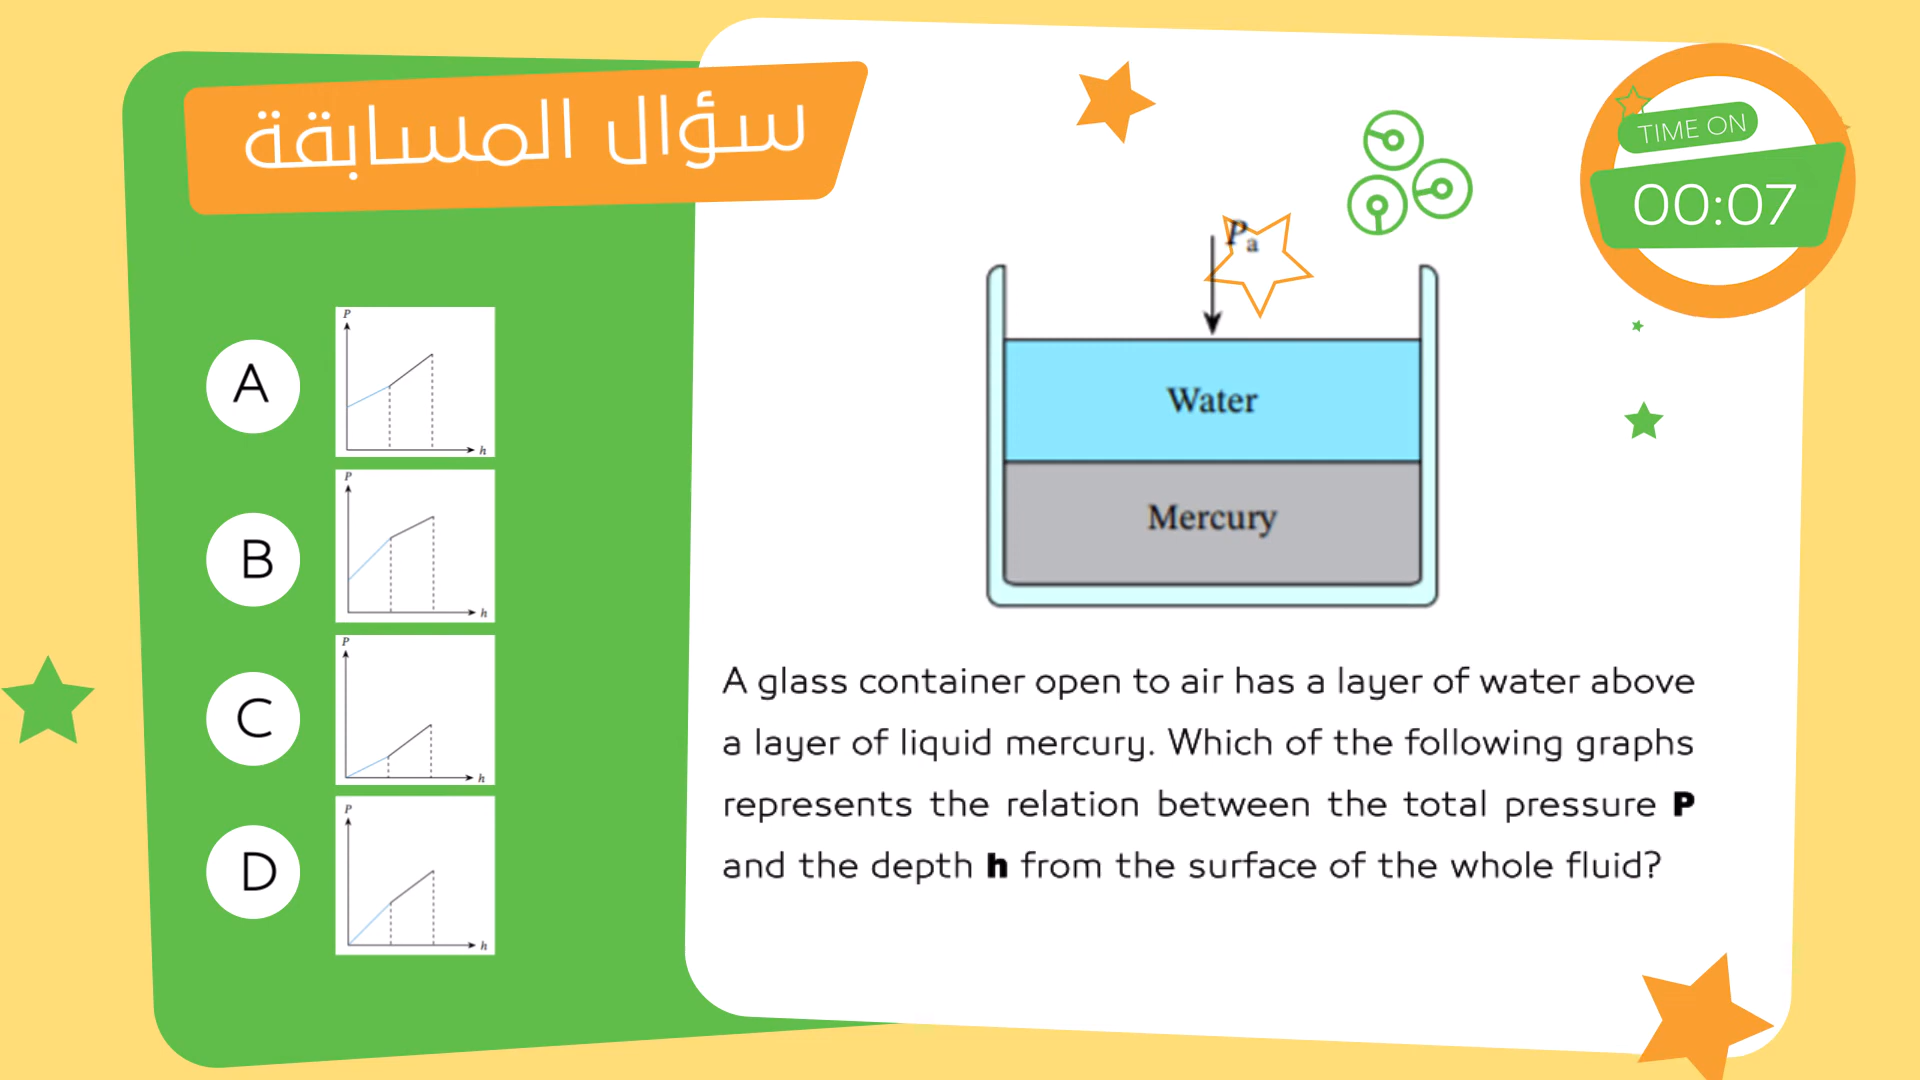 سؤال المسابقة
TIME ON
00:07
A
P
h
B
P
h
C
P
h
D
P
h
Pa
Water
Mercury
A glass container open to air has a layer of water above
a layer of liquid mercury. Which of the following graphs
represents the relation between the total pressure P
and the depth h from the surface of the whole fluid?